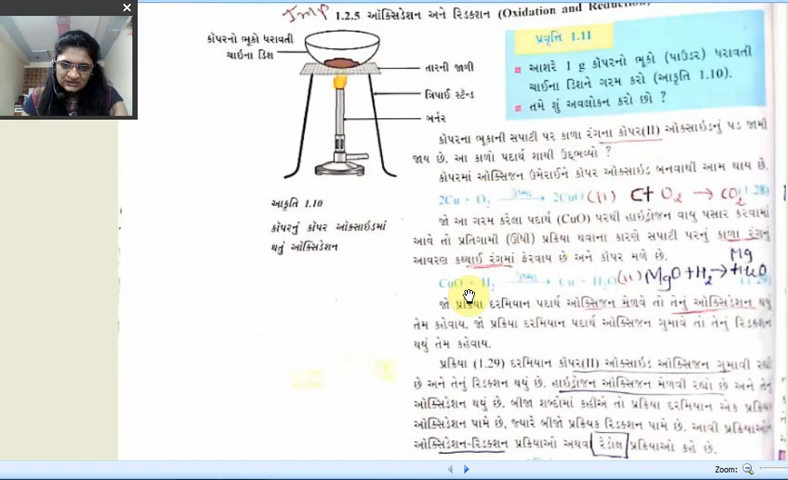 IMP 1.2.5 ઑક્સિડેશન અને રિડક્શન (Oxidation and Reduction)
કૉપરનો ભૂકો ધરાવતી
ચાઇના ડિશ
તારની જાળી
ત્રિપાઈ સ્ટૅન્ડ
બર્નર
આકૃતિ 1.10
કૉપરનું કૉપર ઑક્સાઇડમાં
થતું ઑક્સિડેશન
પ્રવૃત્તિ 1.11
આશરે 1 g કૉપરનો ભૂકો (પાઉડર) ધરાવતી
ચાઈના ડિશને ગરમ કરો (આકૃતિ 1.10).
તમે શું અવલોકન કરો છો ?
કૉપરના ભૂકાની સપાટી પર કાળા રંગના કૉપર(II) ઑક્સાઇડનું પડ જામી
જાય છે. આ કાળો પદાર્થ શાથી ઉદ્દભવ્યો ?
કૉપરમાં ઑક્સિજન ઉમેરાઈને કૉપર ઑક્સાઇડ બનવાથી આમ થાય છે.
2Cu + O2 ગરમી 2CuO (i) C+ O2 → CO2 (1.28)
જો આ ગરમ કરેલા પદાર્થ (CuO) પરથી હાઇડ્રોજન વાયુ પસાર કરવામાં
આવે તો પ્રતિગામી (ઊંધી) પ્રક્રિયા થવાના કારણે સપાટી પરનું કાળા રંગનું
આવરણ કથ્થાઈ રંગમાં ફેરવાય છે અને કૉપર મળે છે.
CuO + H2 ગરમી Cu + H2O (ii) MgO + H2 → Mg + H2O
જો પ્રક્રિયા દરમિયાન પદાર્થ ઑક્સિજન મેળવે તો તેનું ઑક્સિડેશન થયું
તેમ કહેવાય. જો પ્રક્રિયા દરમિયાન પદાર્થ ઑક્સિજન ગુમાવે તો તેનું રિડક્શન
થયું તેમ કહેવાય.
પ્રક્રિયા (1.29) દરમિયાન કૉપર(II) ઑક્સાઇડ ઑક્સિજન ગુમાવી રહ્યો
છે અને તેનું રિડક્શન થયું છે. હાઇડ્રોજન ઑક્સિજન મેળવી રહ્યો છે અને તેનું
ઑક્સિડેશન થયું છે. બીજા શબ્દોમાં કહીએ તો પ્રક્રિયા દરમિયાન એક પ્રક્રિયક
ઑક્સિડેશન પામે છે, જ્યારે બીજો પ્રક્રિયક રિડક્શન પામે છે. આવી પ્રક્રિયાઓને
ઑક્સિડેશન-રિડક્શન પ્રક્રિયાઓ અથવા રેડોક્ષ પ્રક્રિયાઓ કહે છે.
Zoom: